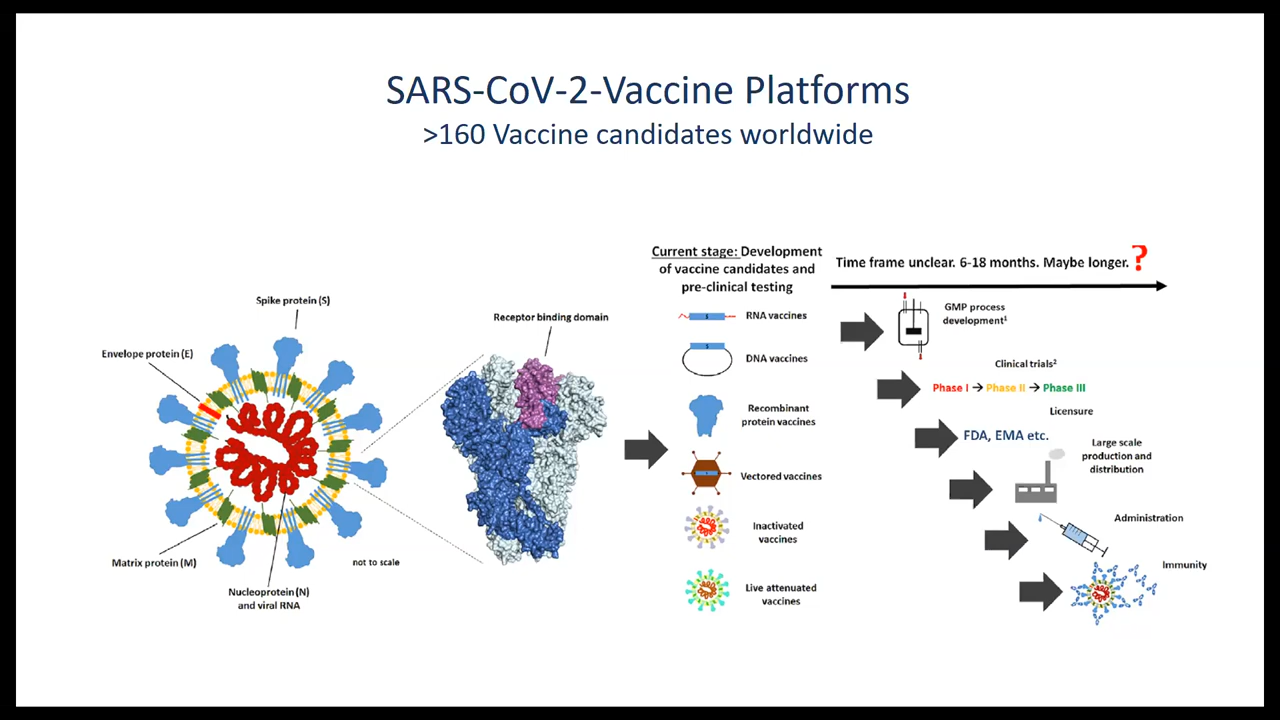 SARS-CoV-2-Vaccine Platforms
>160 Vaccine candidates worldwide
Spike protein (S)
Envelope protein (E)
Matrix protein (M)
Nucleoprotein (N)
and viral RNA
not to scale
Receptor binding domain
Current stage: Development
of vaccine candidates and
pre-clinical testing
RNA vaccines
DNA vaccines
Recombinant
protein vaccines
Vectored vaccines
Inactivated
vaccines
Live attenuated
vaccines
Time frame unclear. 6-18 months. Maybe longer. ?
GMP process
development¹
Clinical trials²
Phase I → Phase II → Phase III
Licensure
FDA, EMA etc.
Large scale
production and
distribution
Administration
Immunity